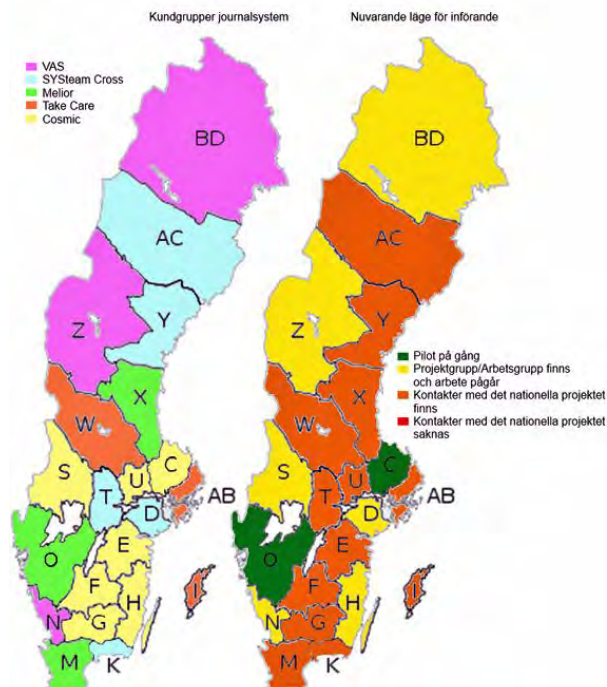 Kundgrupper journalsystem
Nuvarande läge för införande
VAS
SYSteam Cross
Melior
Take Care
Cosmic
BD
AC
Z
Y
X
W
S
C
U
T
AB
D
O
E
F
I
H
N
G
M
K
BD
AC
Z
Y
Pilot på gång
Projektgrupp/Arbetsgrupp finns
och arbete pågår
Kontakter med det nationella projektet
finns
Kontakter med det nationella projektet
saknas
X
W
S
C
U
T
AB
D
O
E
F
I
H
N
G
M
K